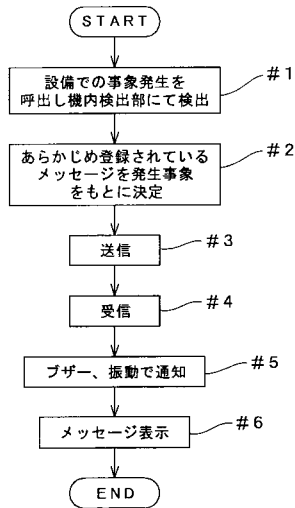 START
設備での事象発生を
呼出し機内検出部にて検出
#1
あらかじめ登録されている
メッセージを発生事象
をもとに決定
#2
送信
#3
受信
#4
ブザー、振動で通知
#5
メッセージ表示
#6
END